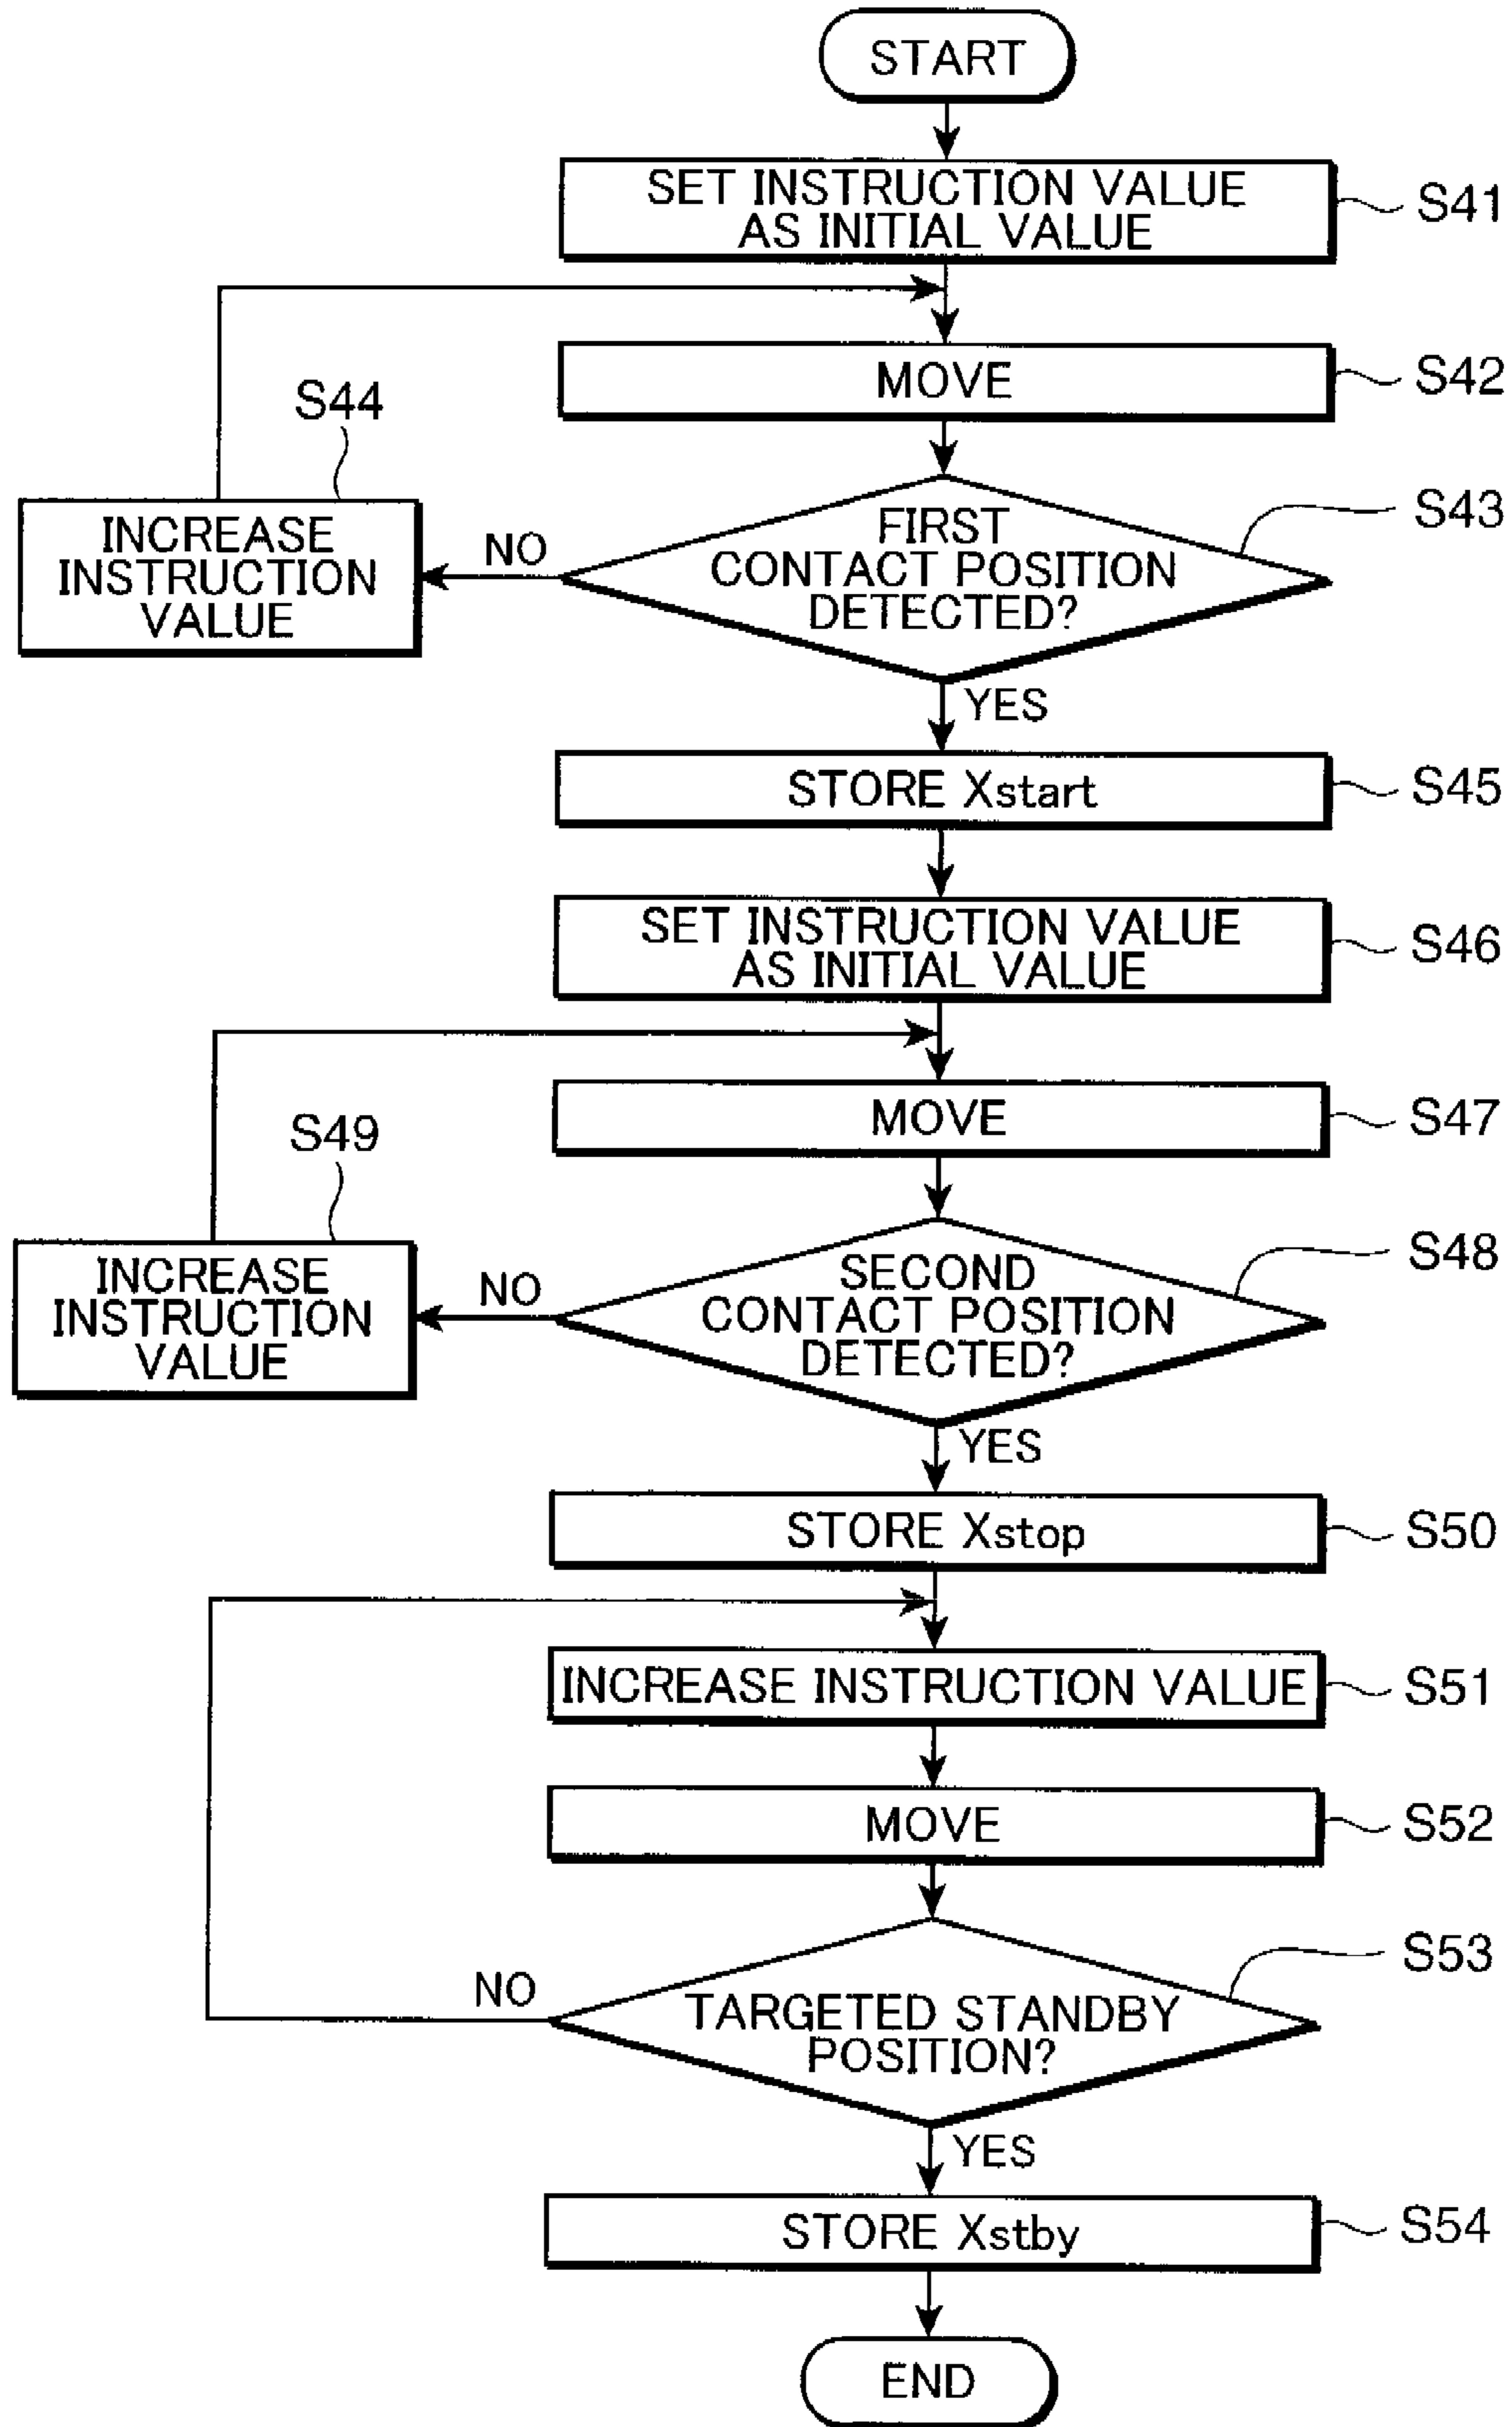 START
SET INSTRUCTION VALUE
AS INITIAL VALUE
S41
MOVE
S42
S44
INCREASE
INSTRUCTION
VALUE
NO
FIRST
CONTACT POSITION
DETECTED?
S43
YES
STORE Xstart
S45
SET INSTRUCTION VALUE
AS INITIAL VALUE
S46
MOVE
S47
S49
INCREASE
INSTRUCTION
VALUE
NO
SECOND
CONTACT POSITION
DETECTED?
S48
YES
STORE Xstop
S50
INCREASE INSTRUCTION VALUE
S51
MOVE
S52
NO
TARGETED STANDBY
POSITION?
S53
YES
STORE Xstby
S54
END